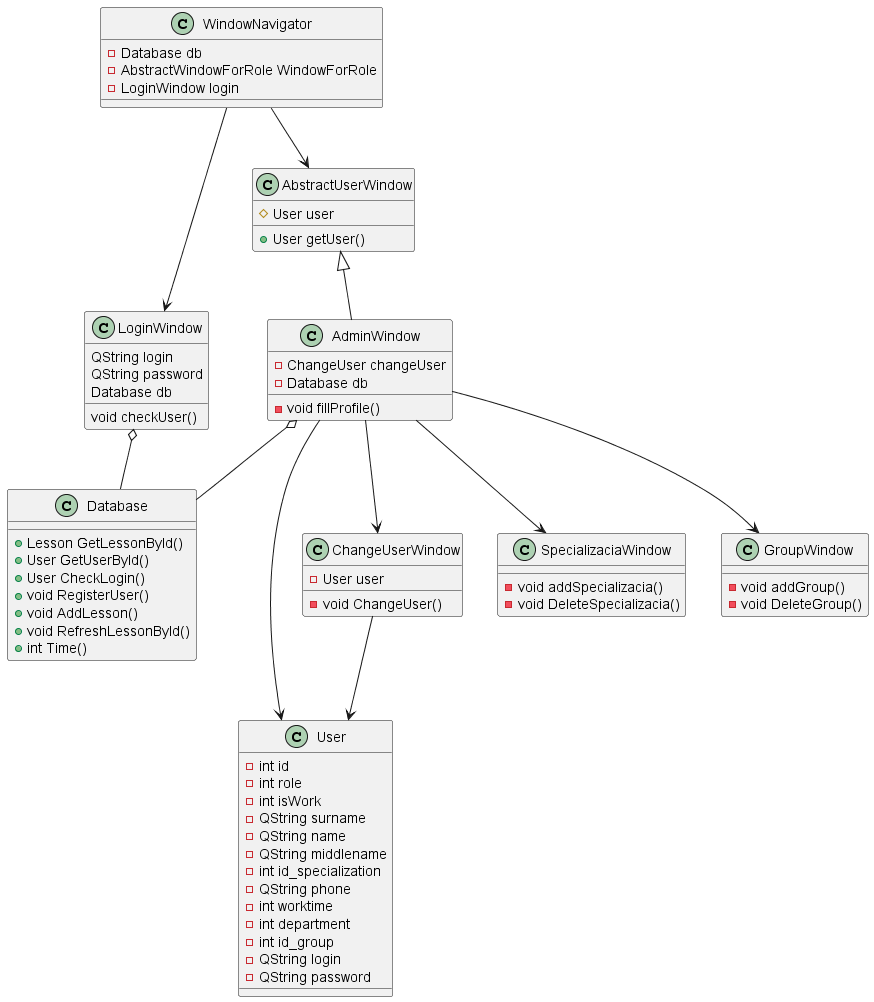 C WindowNavigator
Database db
AbstractWindowForRole WindowForRole
LoginWindow login
C AbstractUserWindow
User user
User getUser()
C LoginWindow
QString login
QString password
Database db
void checkUser()
C AdminWindow
ChangeUser changeUser
Database db
void fillProfile()
C Database
Lesson GetLessonById()
User GetUserById()
User CheckLogin()
void RegisterUser()
void AddLesson()
void RefreshLessonById()
int Time()
C ChangeUserWindow
User user
void ChangeUser()
C SpecializaciaWindow
void addSpecializacia()
void DeleteSpecializacia()
C GroupWindow
void addGroup()
void DeleteGroup()
C User
int id
int role
int isWork
QString surname
QString name
QString middlename
int id_specialization
QString phone
int worktime
int department
int id_group
QString login
QString password